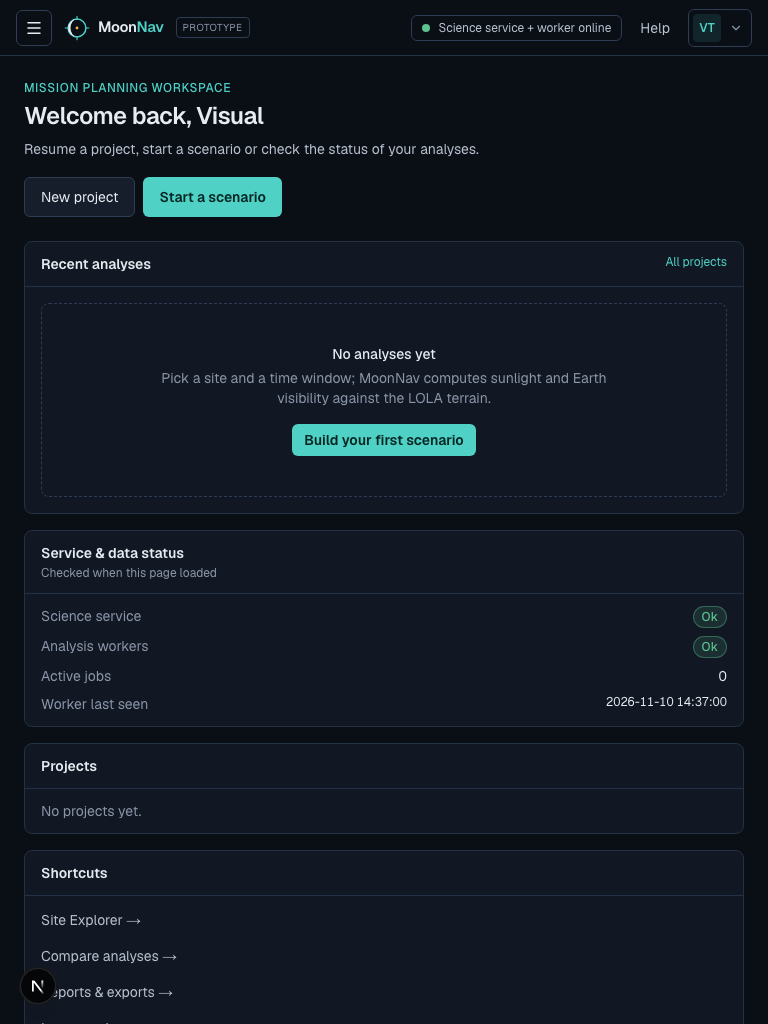 MoonNav PROTOTYPE Science service + worker online Help VT
MISSION PLANNING WORKSPACE
Welcome back, Visual
Resume a project, start a scenario or check the status of your analyses.
New project Start a scenario
Recent analyses All projects
No analyses yet
Pick a site and a time window; MoonNav computes sunlight and Earth
visibility against the LOLA terrain.
Build your first scenario
Service & data status
Checked when this page loaded
Science service Ok
Analysis workers Ok
Active jobs 0
Worker last seen 2026-11-10 14:37:00
Projects
No projects yet.
Shortcuts
Site Explorer →
Compare analyses →
N
& exports →